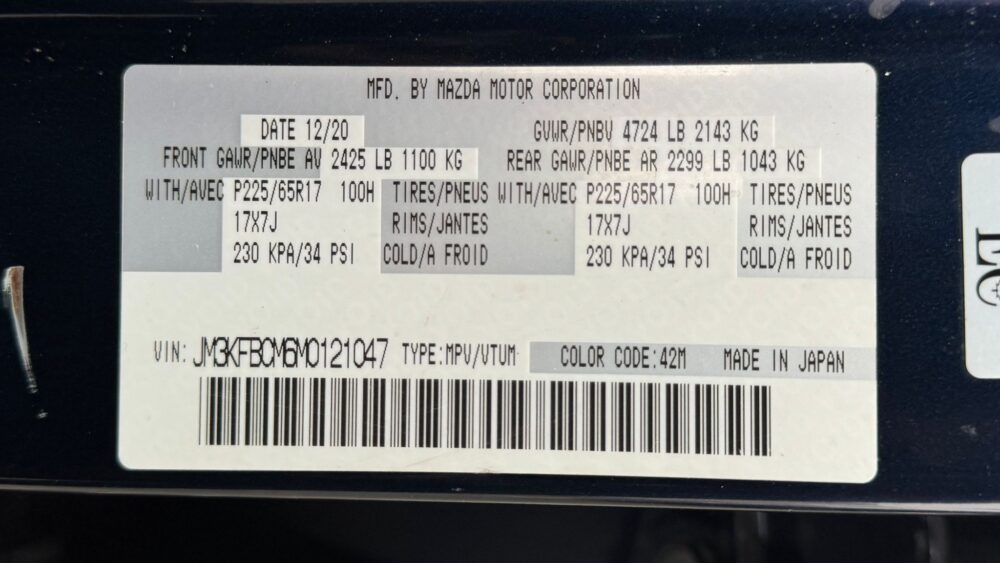 MFD. BY MAZDA MOTOR CORPORATION
DATE 12/20 GVWR/PNBV 4724 LB 2143 KG
FRONT GAWR/PNBE AV 2425 LB 1100 KG REAR GAWR/PNBE AR 2299 LB 1043 KG
WITH/AVEC P225/65R17 100H TIRES/PNEUS WITH/AVEC P225/65R17 100H TIRES/PNEUS
17X7J RIMS/JANTES 17X7J RIMS/JANTES
230 KPA/34 PSI COLD/A FROID 230 KPA/34 PSI COLD/A FROID
VIN: JM3KFBCM6M0121047 TYPE:MPV/VTUM COLOR CODE:42M MADE IN JAPAN